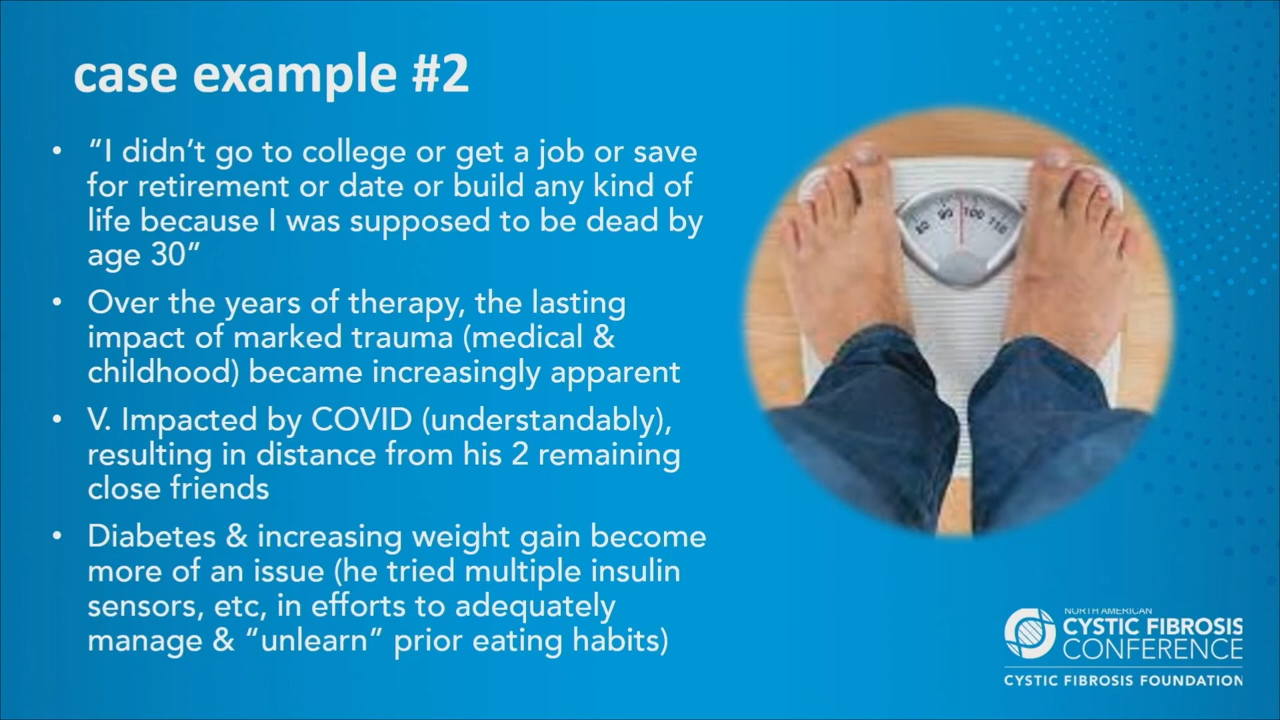 case example #2
• “I didn’t go to college or get a job or save
for retirement or date or build any kind of
life because I was supposed to be dead by
age 30”
• Over the years of therapy, the lasting
impact of marked trauma (medical &
childhood) became increasingly apparent
• V. Impacted by COVID (understandably),
resulting in distance from his 2 remaining
close friends
• Diabetes & increasing weight gain become
more of an issue (he tried multiple insulin
sensors, etc, in efforts to adequately
manage & “unlearn” prior eating habits)
80 90 100 110
NORTH AMERICAN
CYSTIC FIBROSIS
CONFERENCE
CYSTIC FIBROSIS FOUNDATION